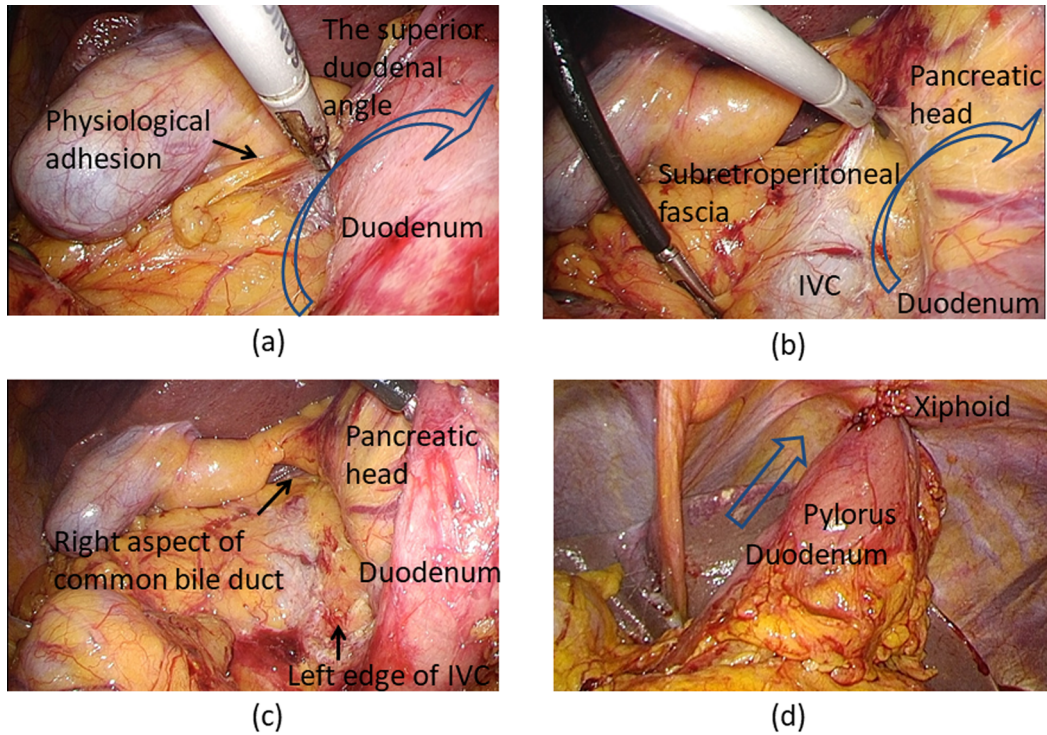 The superior
duodenal
angle
Physiological
adhesion
Duodenum
(a)
Pancreatic
head
Subretroperitoneal
fascia
IVC
Duodenum
(b)
Pancreatic
head
Right aspect of
common bile duct
Duodenum
Left edge of IVC
(c)
Xiphoid
Pylorus
Duodenum
(d)